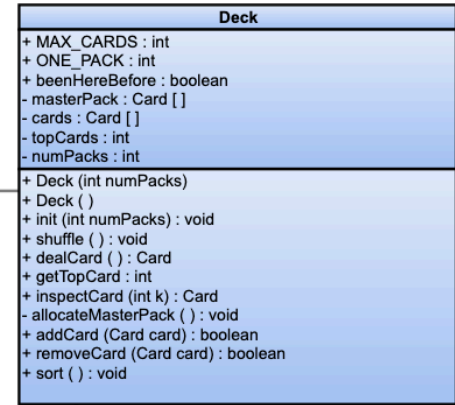 Deck
+ MAX_CARDS : int
+ ONE_PACK : int
+ beenHereBefore : boolean
- masterPack : Card [ ]
- cards : Card [ ]
- topCards : int
- numPacks : int
+ Deck (int numPacks)
+ Deck ( )
+ init (int numPacks) : void
+ shuffle ( ) : void
+ dealCard ( ) : Card
+ getTopCard : int
+ inspectCard (int k) : Card
- allocateMasterPack ( ) : void
+ addCard (Card card) : boolean
+ removeCard (Card card) : boolean
+ sort ( ) : void